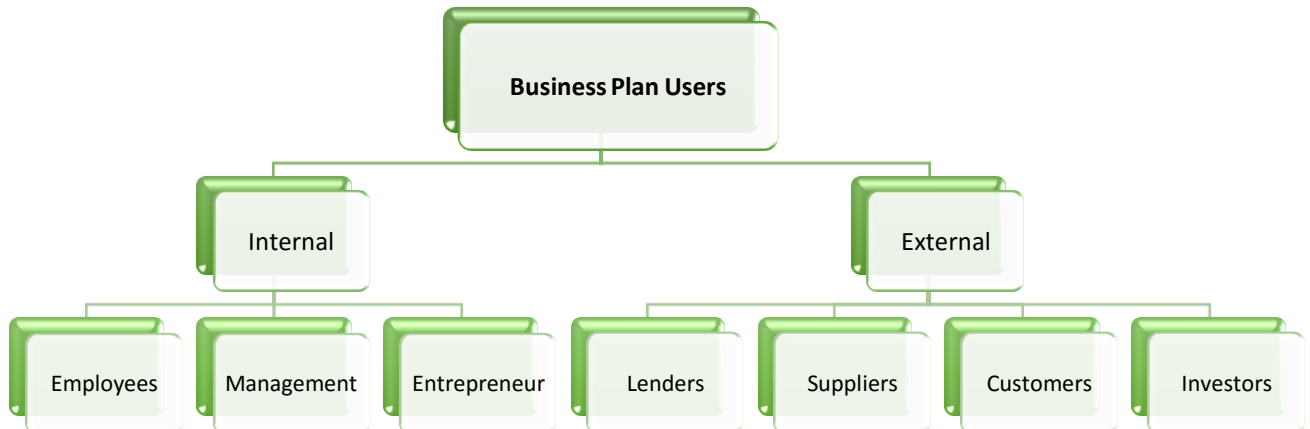 Business Plan Users
Internal
External
Employees
Management
Entrepreneur
Lenders
Suppliers
Customers
Investors